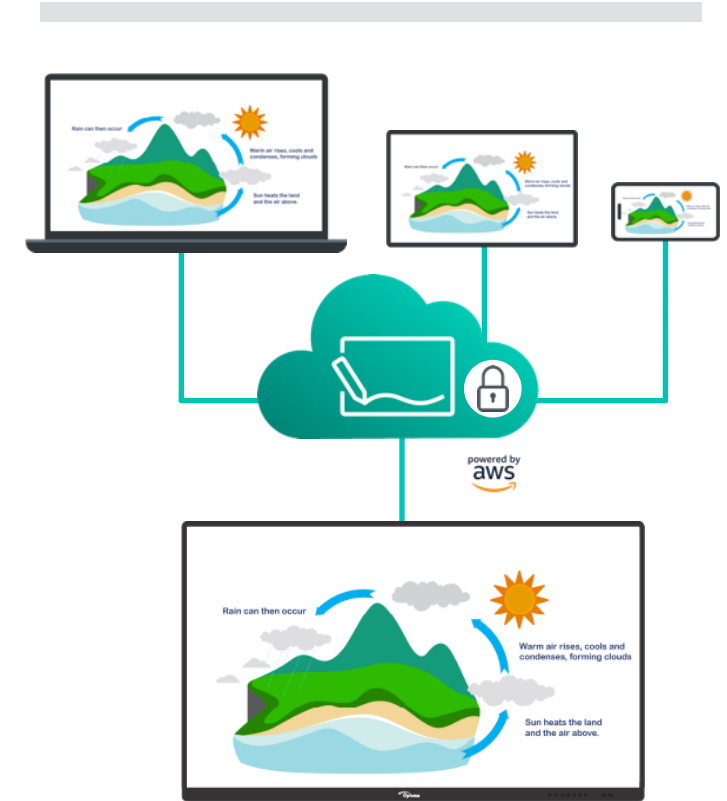 Rain can then occur
Warm air rises, cools and
condenses, forming clouds
Sun heats the land
and the air above.
Rain can then occur
Warm air rises, cools and
condenses, forming clouds
Sun heats the land
and the air above.
powered by
aws
Rain can then occur
Warm air rises, cools and
condenses, forming clouds
Sun heats the land
and the air above.
Optoma